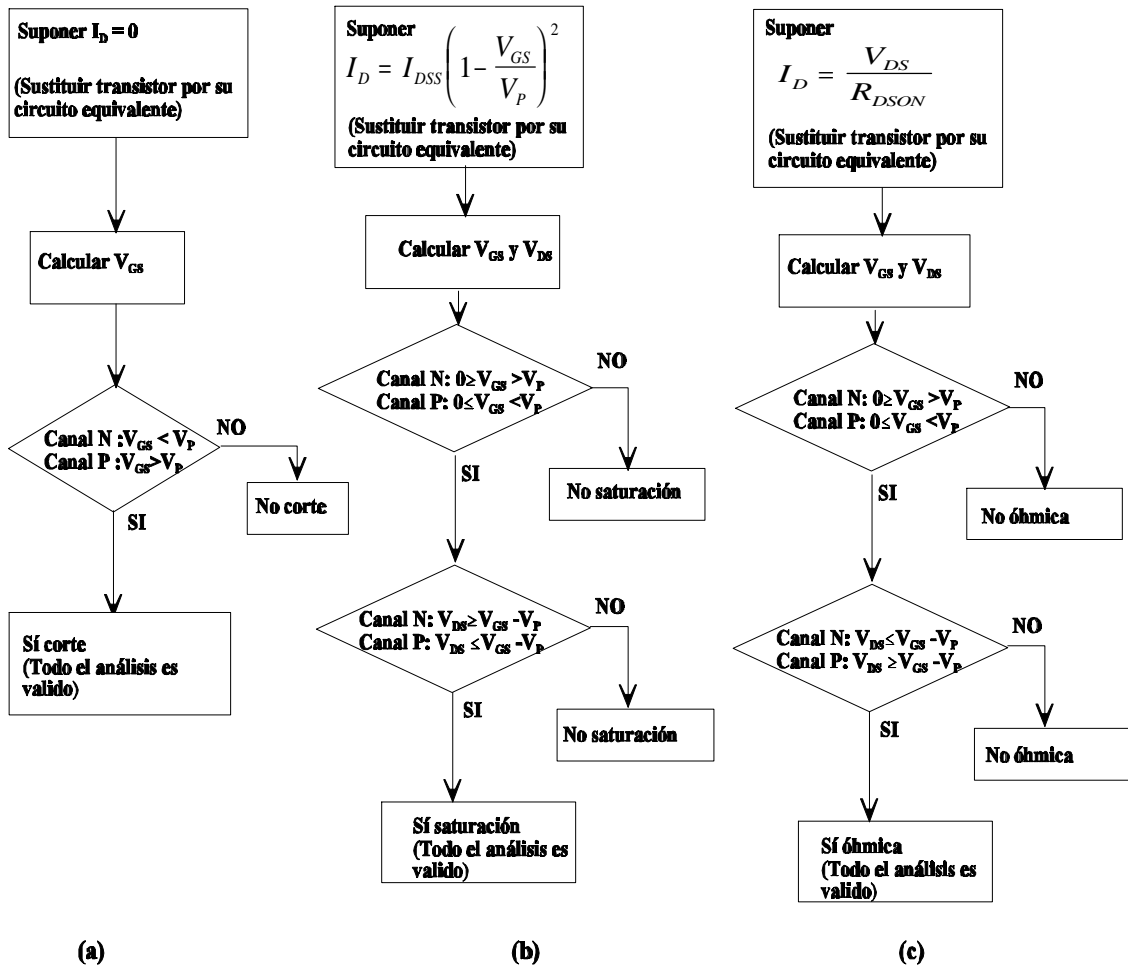 Suponer I_D = 0
(Sustituir transistor por su
circuito equivalente)
Calcular V_GS
Canal N :V_GS < V_P
Canal P :V_GS>V_P
NO
No corte
SI
Sí corte
(Todo el análisis es
valido)
(a)
Suponer
I_D = I_DSS (1 - V_GS / V_P)^2
(Sustituir transistor por su
circuito equivalente)
Calcular V_GS y V_DS
Canal N: 0≥V_GS >V_P
Canal P: 0≤V_GS <V_P
NO
No saturación
SI
Canal N: V_DS≥V_GS -V_P
Canal P: V_DS ≤V_GS -V_P
NO
No saturación
SI
Sí saturación
(Todo el análisis es
valido)
(b)
Suponer
I_D = V_DS / R_DSON
(Sustituir transistor por su
circuito equivalente)
Calcular V_GS y V_DS
Canal N: 0≥V_GS >V_P
Canal P: 0≤V_GS <V_P
NO
No óhmica
SI
Canal N: V_DS≤V_GS -V_P
Canal P: V_DS ≥V_GS -V_P
NO
No óhmica
SI
Sí óhmica
(Todo el análisis es
valido)
(c)